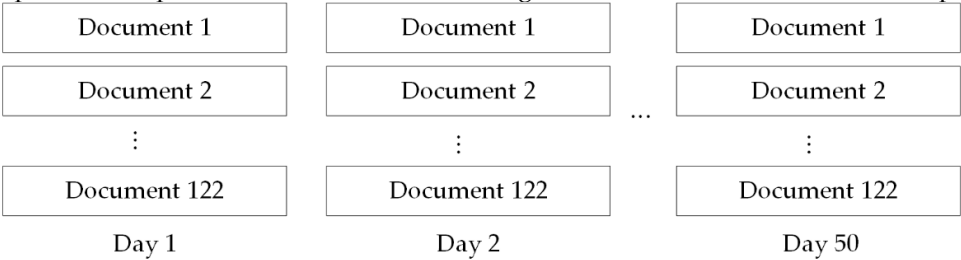 Document 1 Document 1 Document 1
Document 2 Document 2 Document 2
...
⋮ ⋮ ⋮
Document 122 Document 122 Document 122
Day 1 Day 2 Day 50